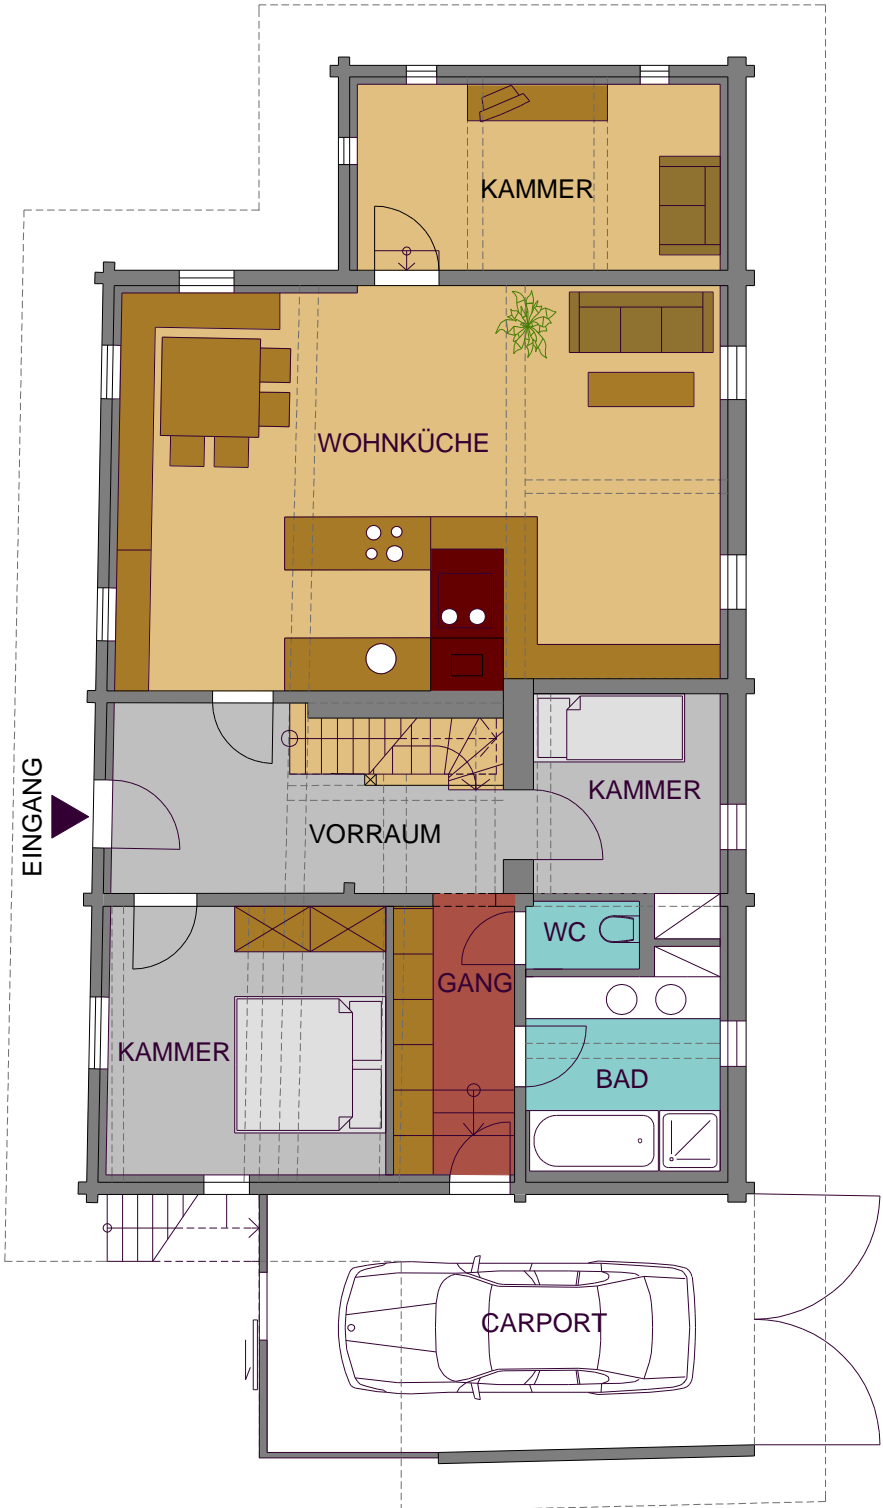 KAMMER
WOHNKÜCHE
EINGANG
KAMMER
VORRAUM
WC
GANG
KAMMER
BAD
CARPORT